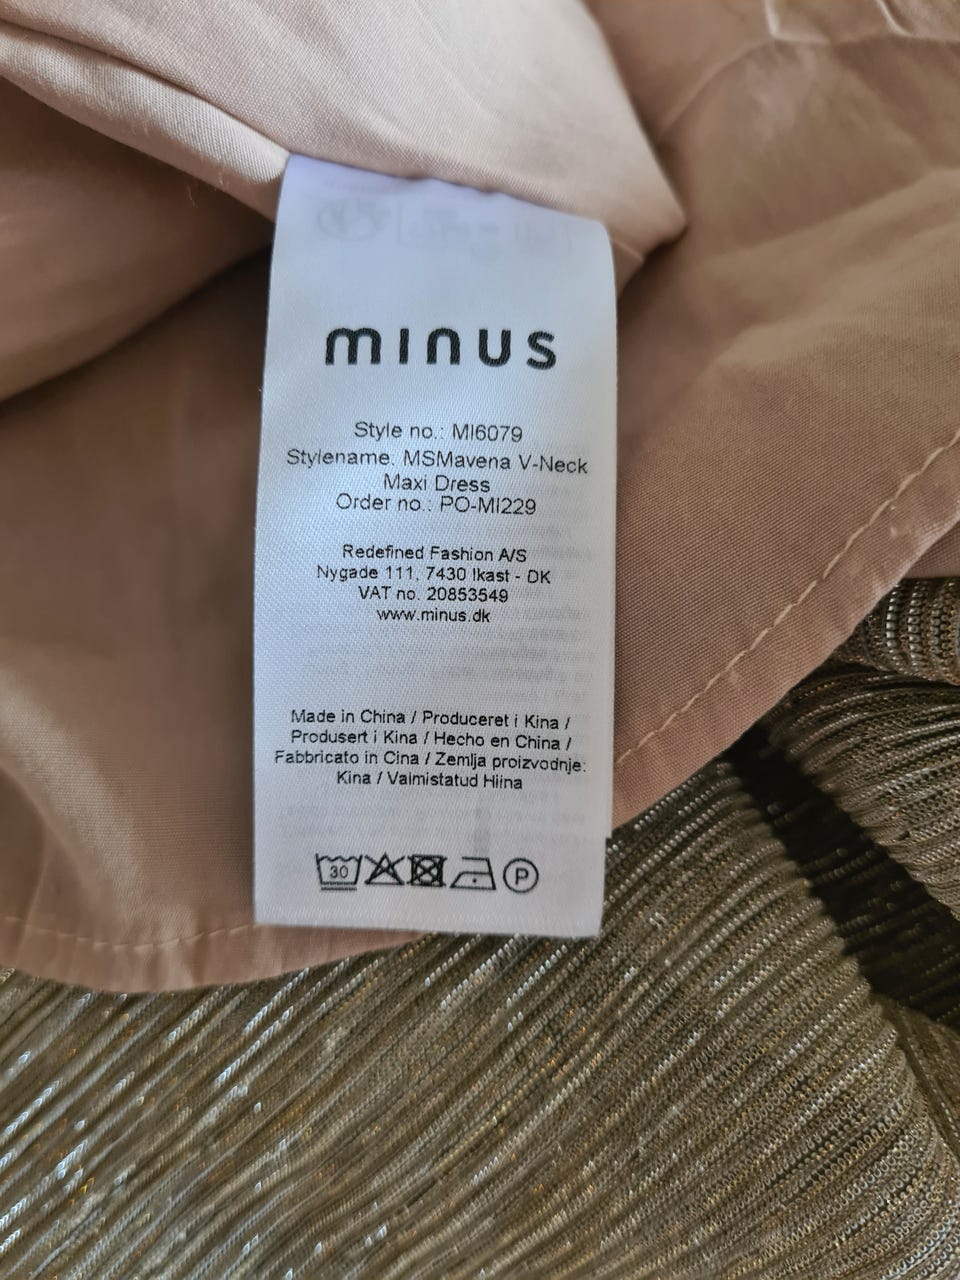 minus
Style no.: MI6079
Stylename. MSMavena V-Neck
Maxi Dress
Order no.: PO-MI229
Redefined Fashion A/S
Nygade 111, 7430 Ikast - DK
VAT no. 20853549
www.minus.dk
Made in China / Produceret i Kina /
Produsert i Kina / Hecho en China /
Fabbricato in Cina / Zemlja proizvodnje:
Kina / Valmistatud Hiina
30 P